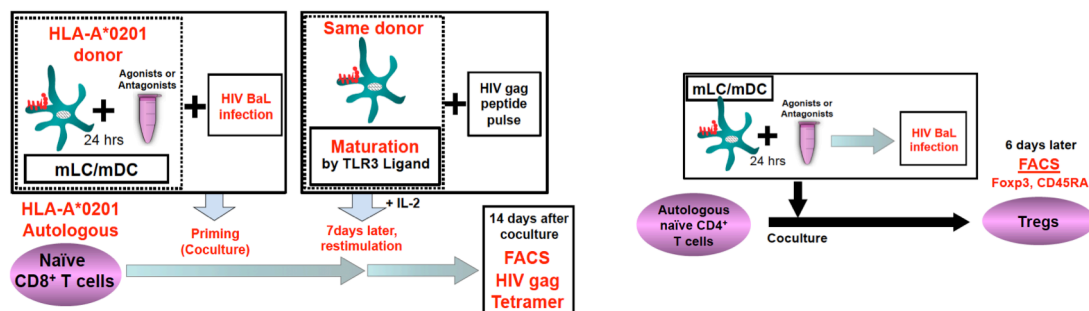 HLA-A*0201
donor
Agonists or
Antagonists
+
24 hrs
mLC/mDC
+
HIV BaL
infection
Same donor
Maturation
by TLR3 Ligand
+
HIV gag
peptide
pulse
HLA-A*0201
Autologous
Naïve
CD8⁺ T cells
Priming
(Coculture)
+ IL-2
7days later,
restimulation
14 days after
coculture
FACS
HIV gag
Tetramer
mLC/mDC
Agonists or
Antagonists
+
24 hrs
HIV BaL
infection
Autologous
naïve CD4⁺
T cells
Coculture
6 days later
FACS
Foxp3, CD45RA
Tregs